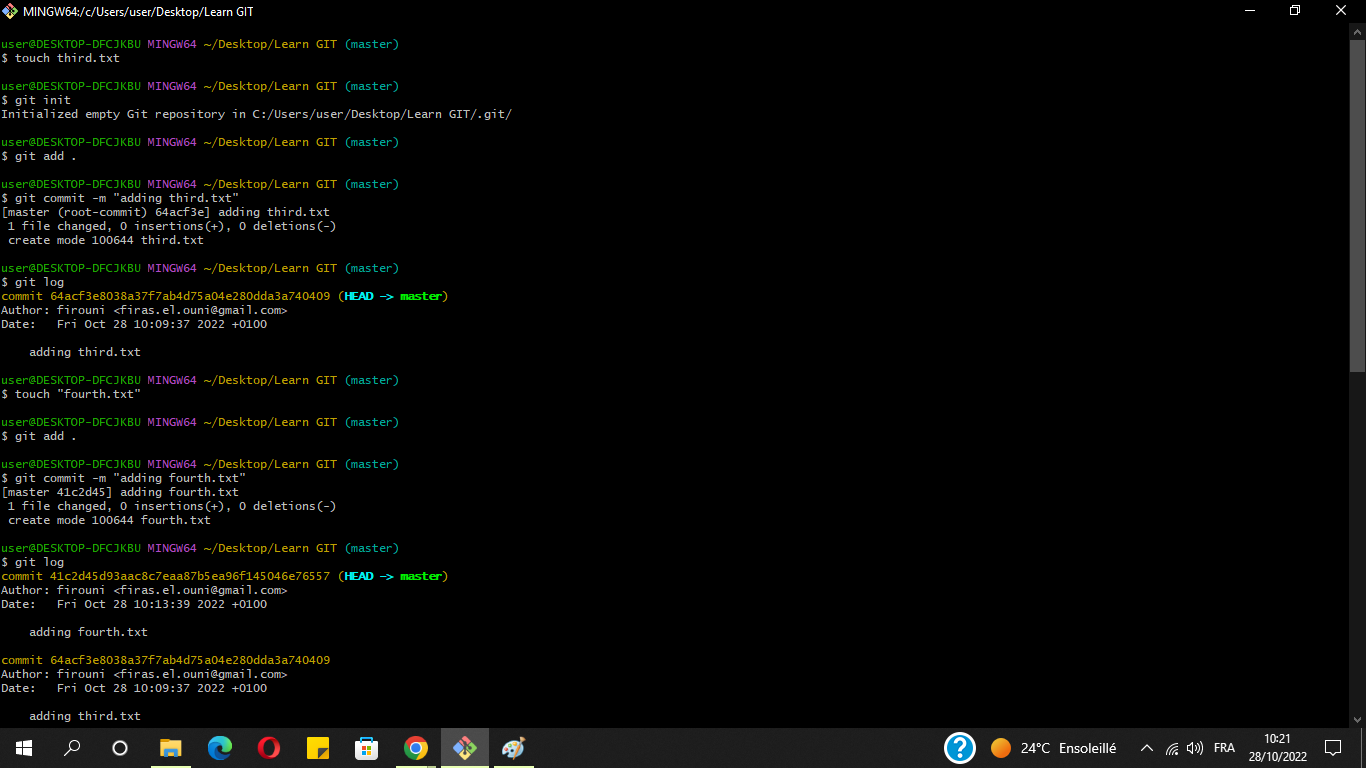 MINGW64:/c/Users/user/Desktop/Learn GIT
user@DESKTOP-DFCJKBU MINGW64 ~/Desktop/Learn GIT (master)
$ touch third.txt
user@DESKTOP-DFCJKBU MINGW64 ~/Desktop/Learn GIT (master)
$ git init
Initialized empty Git repository in C:/Users/user/Desktop/Learn GIT/.git/
user@DESKTOP-DFCJKBU MINGW64 ~/Desktop/Learn GIT (master)
$ git add .
user@DESKTOP-DFCJKBU MINGW64 ~/Desktop/Learn GIT (master)
$ git commit -m "adding third.txt"
[master (root-commit) 64acf3e] adding third.txt
 1 file changed, 0 insertions(+), 0 deletions(-)
 create mode 100644 third.txt
user@DESKTOP-DFCJKBU MINGW64 ~/Desktop/Learn GIT (master)
$ git log
commit 64acf3e8038a37f7ab4d75a04e280dda3a740409 (HEAD -> master)
Author: firouni <firas.el.ouni@gmail.com>
Date:   Fri Oct 28 10:09:37 2022 +0100
    adding third.txt
user@DESKTOP-DFCJKBU MINGW64 ~/Desktop/Learn GIT (master)
$ touch "fourth.txt"
user@DESKTOP-DFCJKBU MINGW64 ~/Desktop/Learn GIT (master)
$ git add .
user@DESKTOP-DFCJKBU MINGW64 ~/Desktop/Learn GIT (master)
$ git commit -m "adding fourth.txt"
[master 41c2d45] adding fourth.txt
 1 file changed, 0 insertions(+), 0 deletions(-)
 create mode 100644 fourth.txt
user@DESKTOP-DFCJKBU MINGW64 ~/Desktop/Learn GIT (master)
$ git log
commit 41c2d45d93aac8c7eaa87b5ea96f145046e76557 (HEAD -> master)
Author: firouni <firas.el.ouni@gmail.com>
Date:   Fri Oct 28 10:13:39 2022 +0100
    adding fourth.txt
commit 64acf3e8038a37f7ab4d75a04e280dda3a740409
Author: firouni <firas.el.ouni@gmail.com>
Date:   Fri Oct 28 10:09:37 2022 +0100
    adding third.txt
24°C Ensoleillé
FRA
10:21
28/10/2022